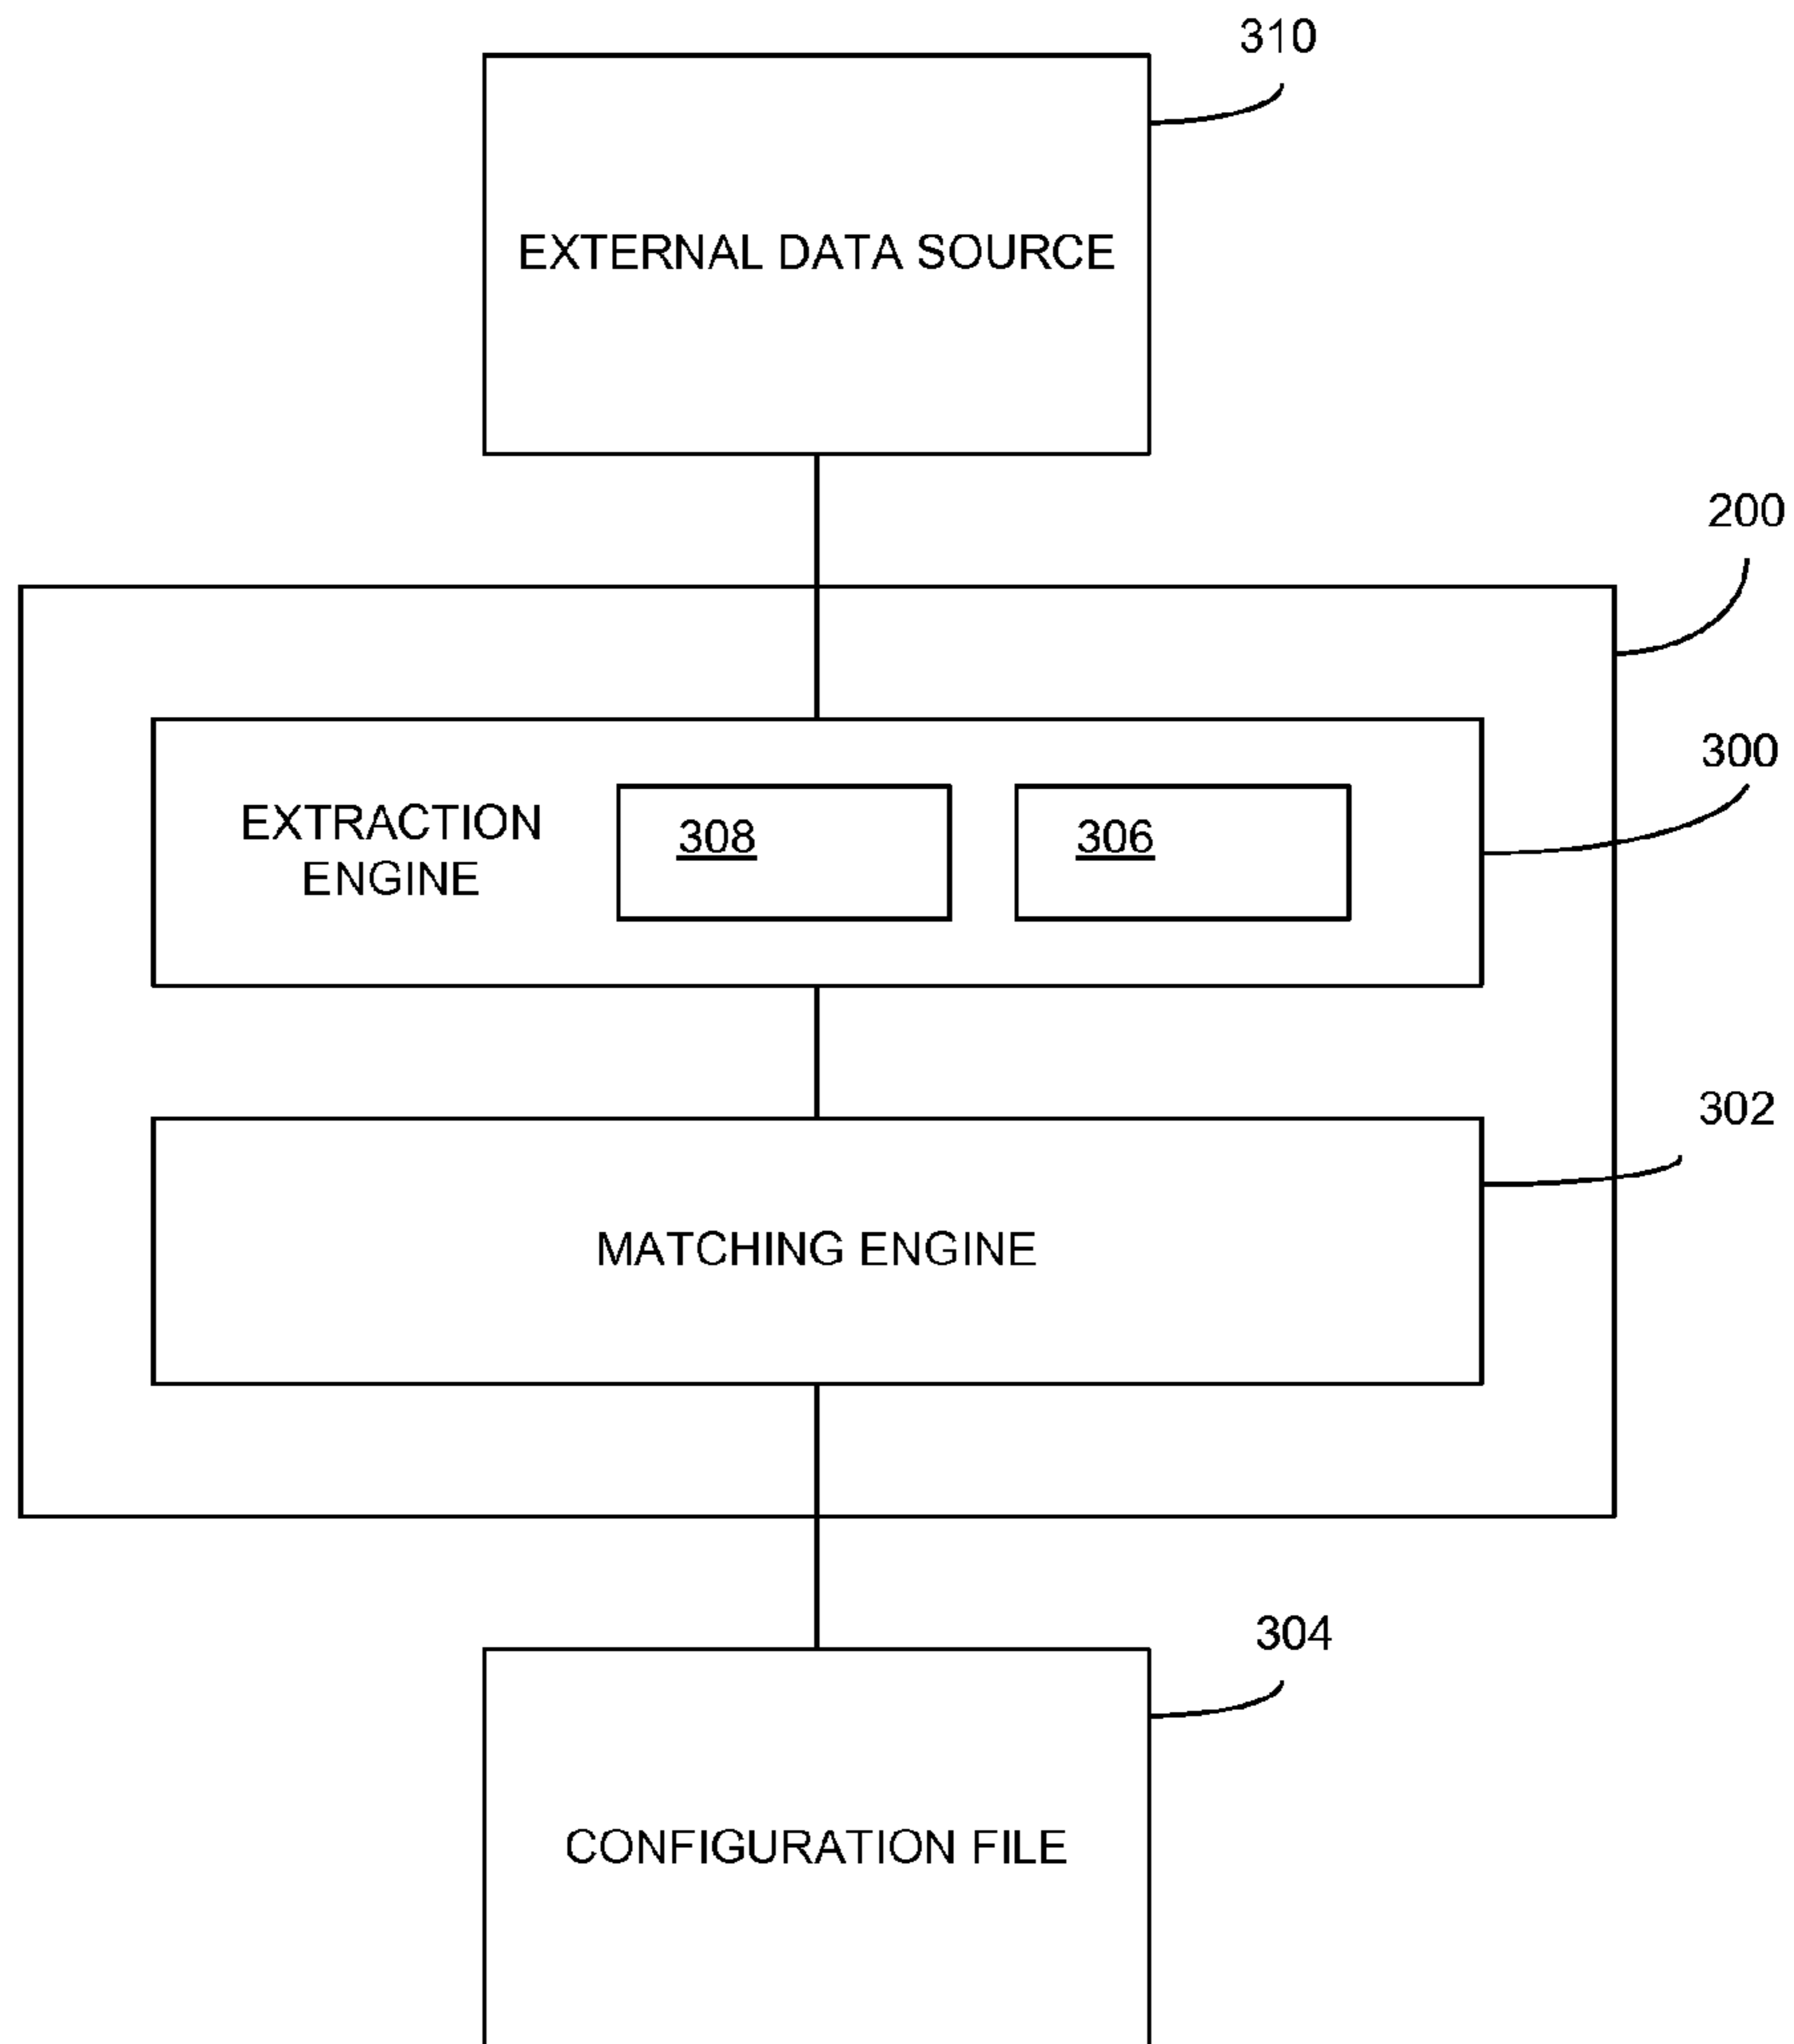 310
EXTERNAL DATA SOURCE
200
300
EXTRACTION
ENGINE
308
306
302
MATCHING ENGINE
304
CONFIGURATION FILE